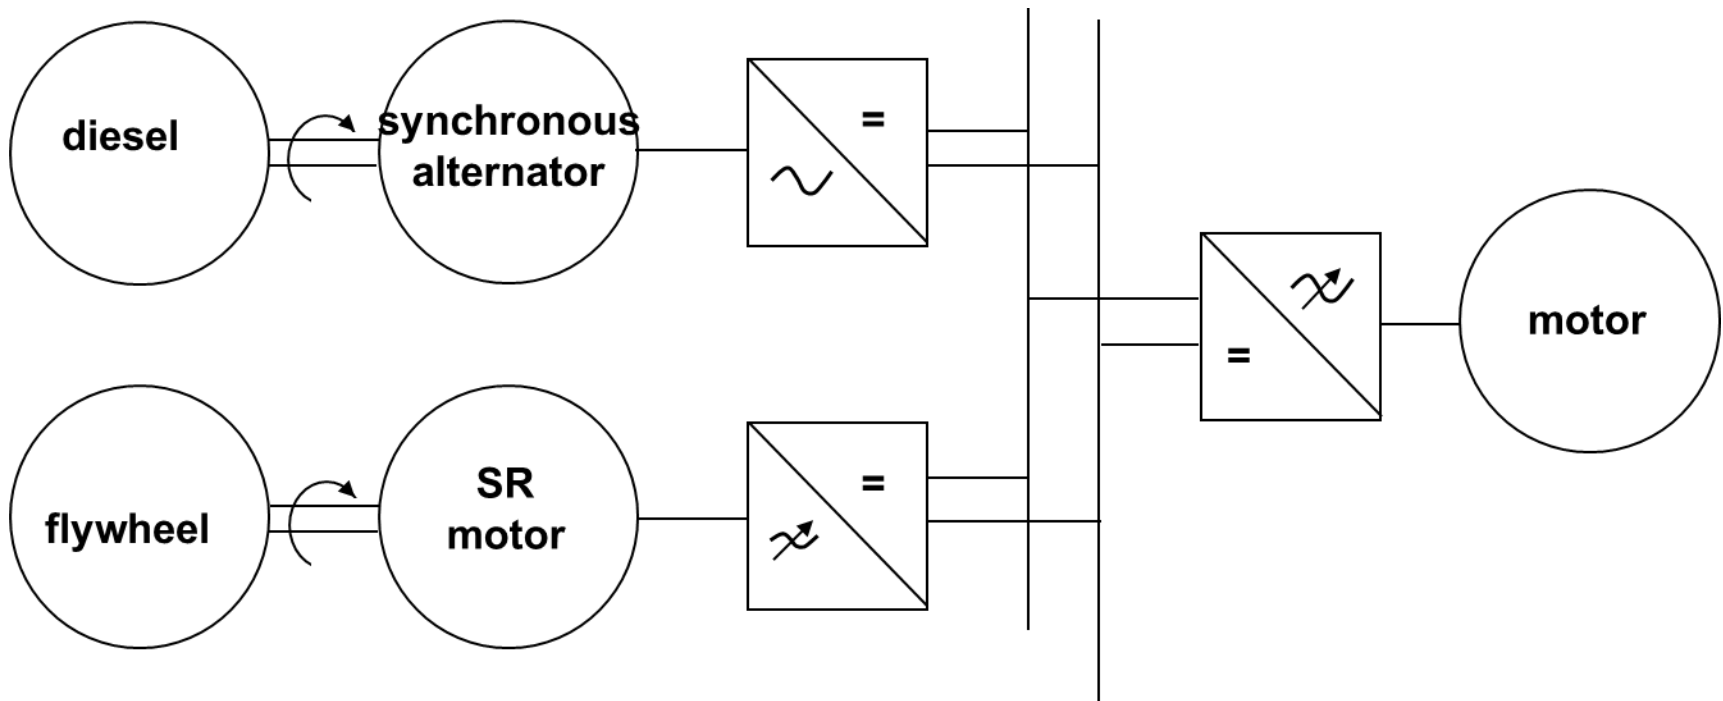 diesel
synchronous
alternator
=
=
=
motor
flywheel
SR
motor
=